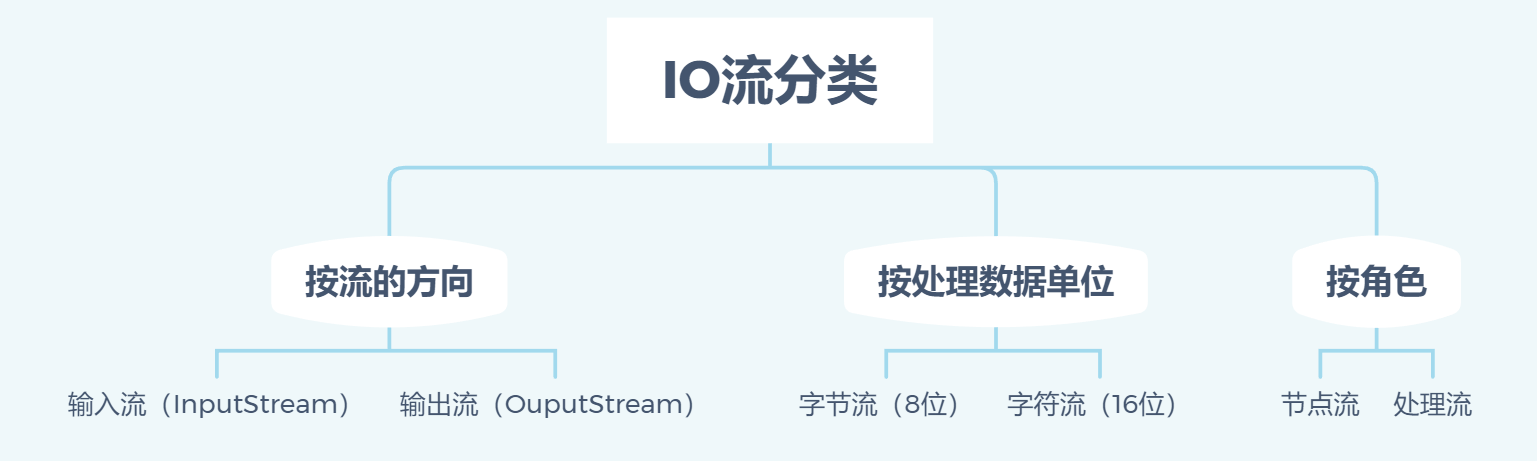 IO流分类
按流的方向
按处理数据单位
按角色
输入流（InputStream）
输出流（OuputStream）
字节流（8位）
字符流（16位）
节点流
处理流